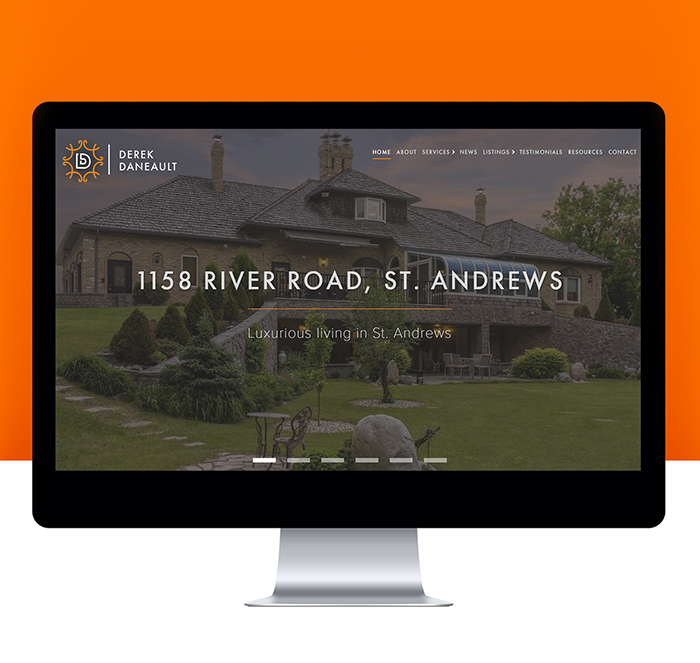 DEREK
DANEAULT
HOME ABOUT SERVICES NEWS LISTINGS TESTIMONIALS RESOURCES CONTACT
1158 RIVER ROAD, ST. ANDREWS
Luxurious living in St. Andrews